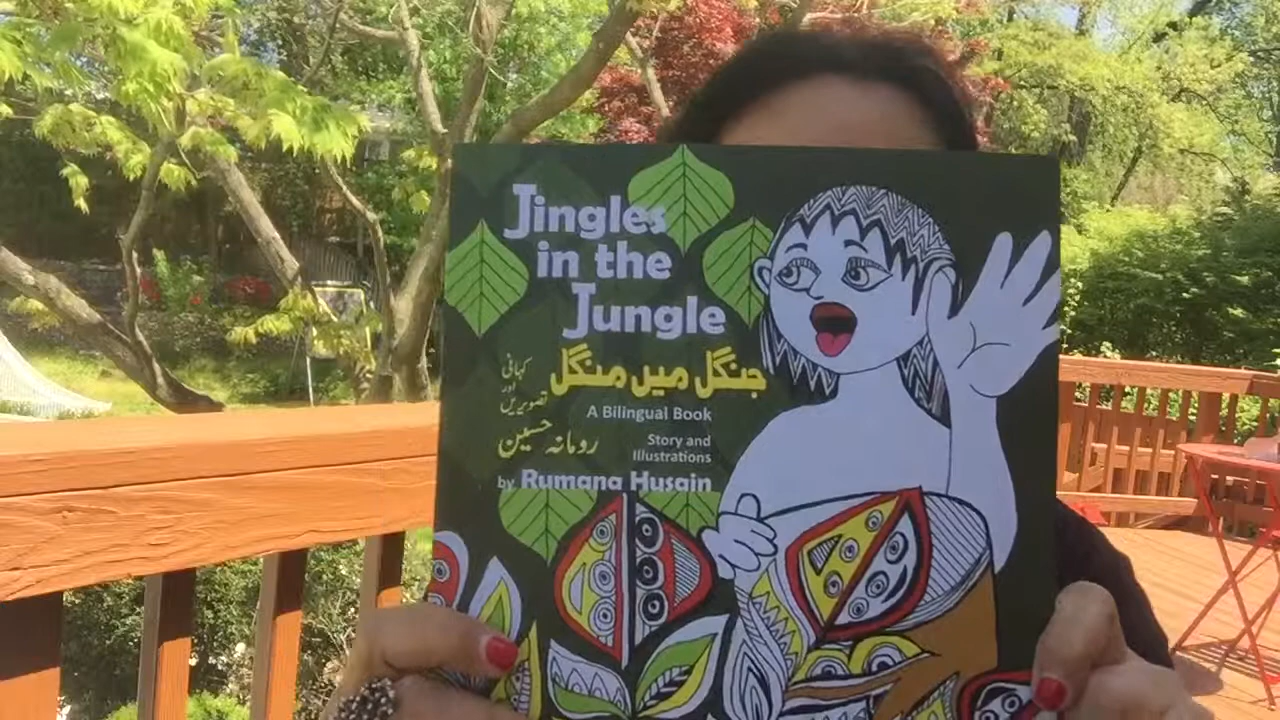 Jingles
in the
Jungle
جنگل میں منگل
کہانی
اور
تصویریں
رومانہ حسین
A Bilingual Book
Story and
Illustrations
by Rumana Husain